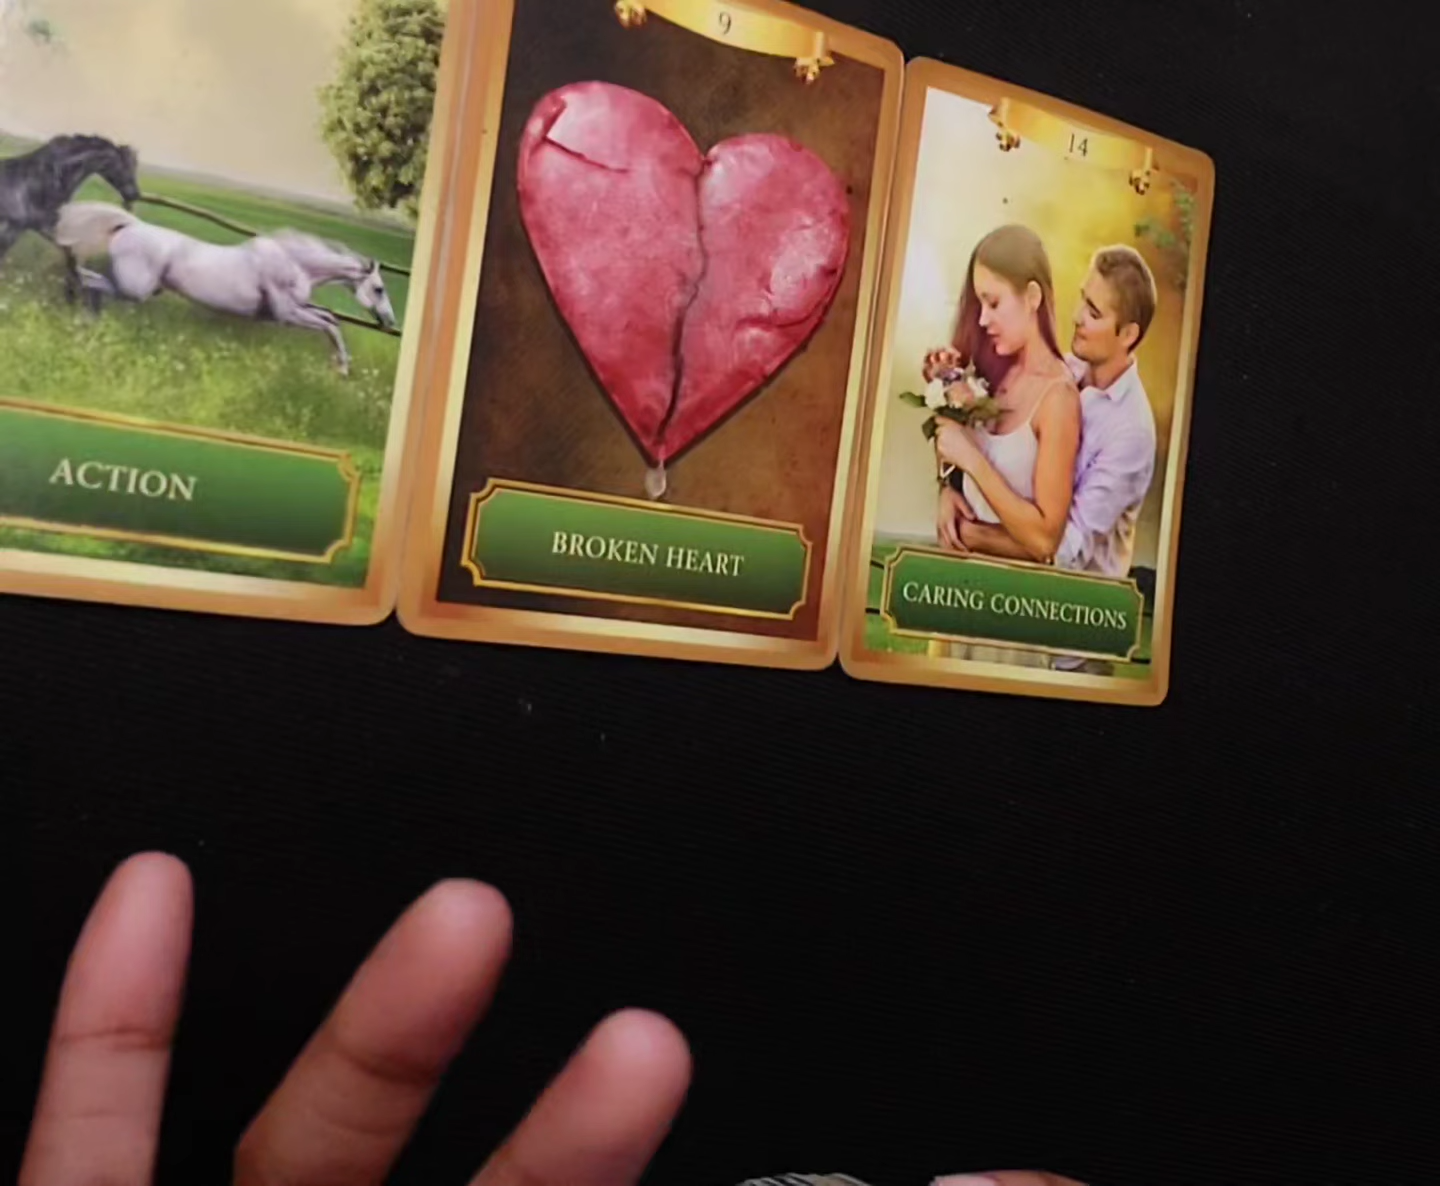 9
14
ACTION
BROKEN HEART
CARING CONNECTIONS